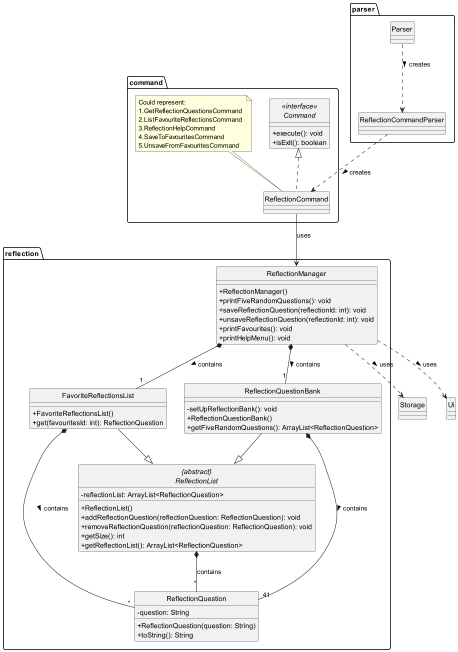 parser
Parser
creates
ReflectionCommandParser
command
Could represent:
1.GetReflectionQuestionsCommand
2.ListFavouriteReflectionsCommand
3.ReflectionHelpCommand
4.SaveToFavouritesCommand
5.UnsaveFromFavouritesCommand
«interface»
Command
+execute(): void
+isExit(): boolean
creates
ReflectionCommand
uses
reflection
ReflectionManager
+ReflectionManager()
+printFiveRandomQuestions(): void
+saveReflectionQuestion(reflectionId: int): void
+unsaveReflectionQuestion(reflectionId: int): void
+printFavourites(): void
+printHelpMenu(): void
contains
contains
uses
uses
1
1
FavoriteReflectionsList
+FavoriteReflectionsList()
+get(favouritesId: int): ReflectionQuestion
ReflectionQuestionBank
-setUpReflectionBank(): void
+ReflectionQuestionBank()
+getFiveRandomQuestions(): ArrayList<ReflectionQuestion>
Storage
Ui
{abstract}
ReflectionList
-reflectionList: ArrayList<ReflectionQuestion>
+ReflectionList()
+addReflectionQuestion(reflectionQuestion: ReflectionQuestion): void
+removeReflectionQuestion(reflectionQuestion: ReflectionQuestion): void
+getSize(): int
+getReflectionList(): ArrayList<ReflectionQuestion>
contains
contains
contains
*
*
41
ReflectionQuestion
-question: String
+ReflectionQuestion(question: String)
+toString(): String